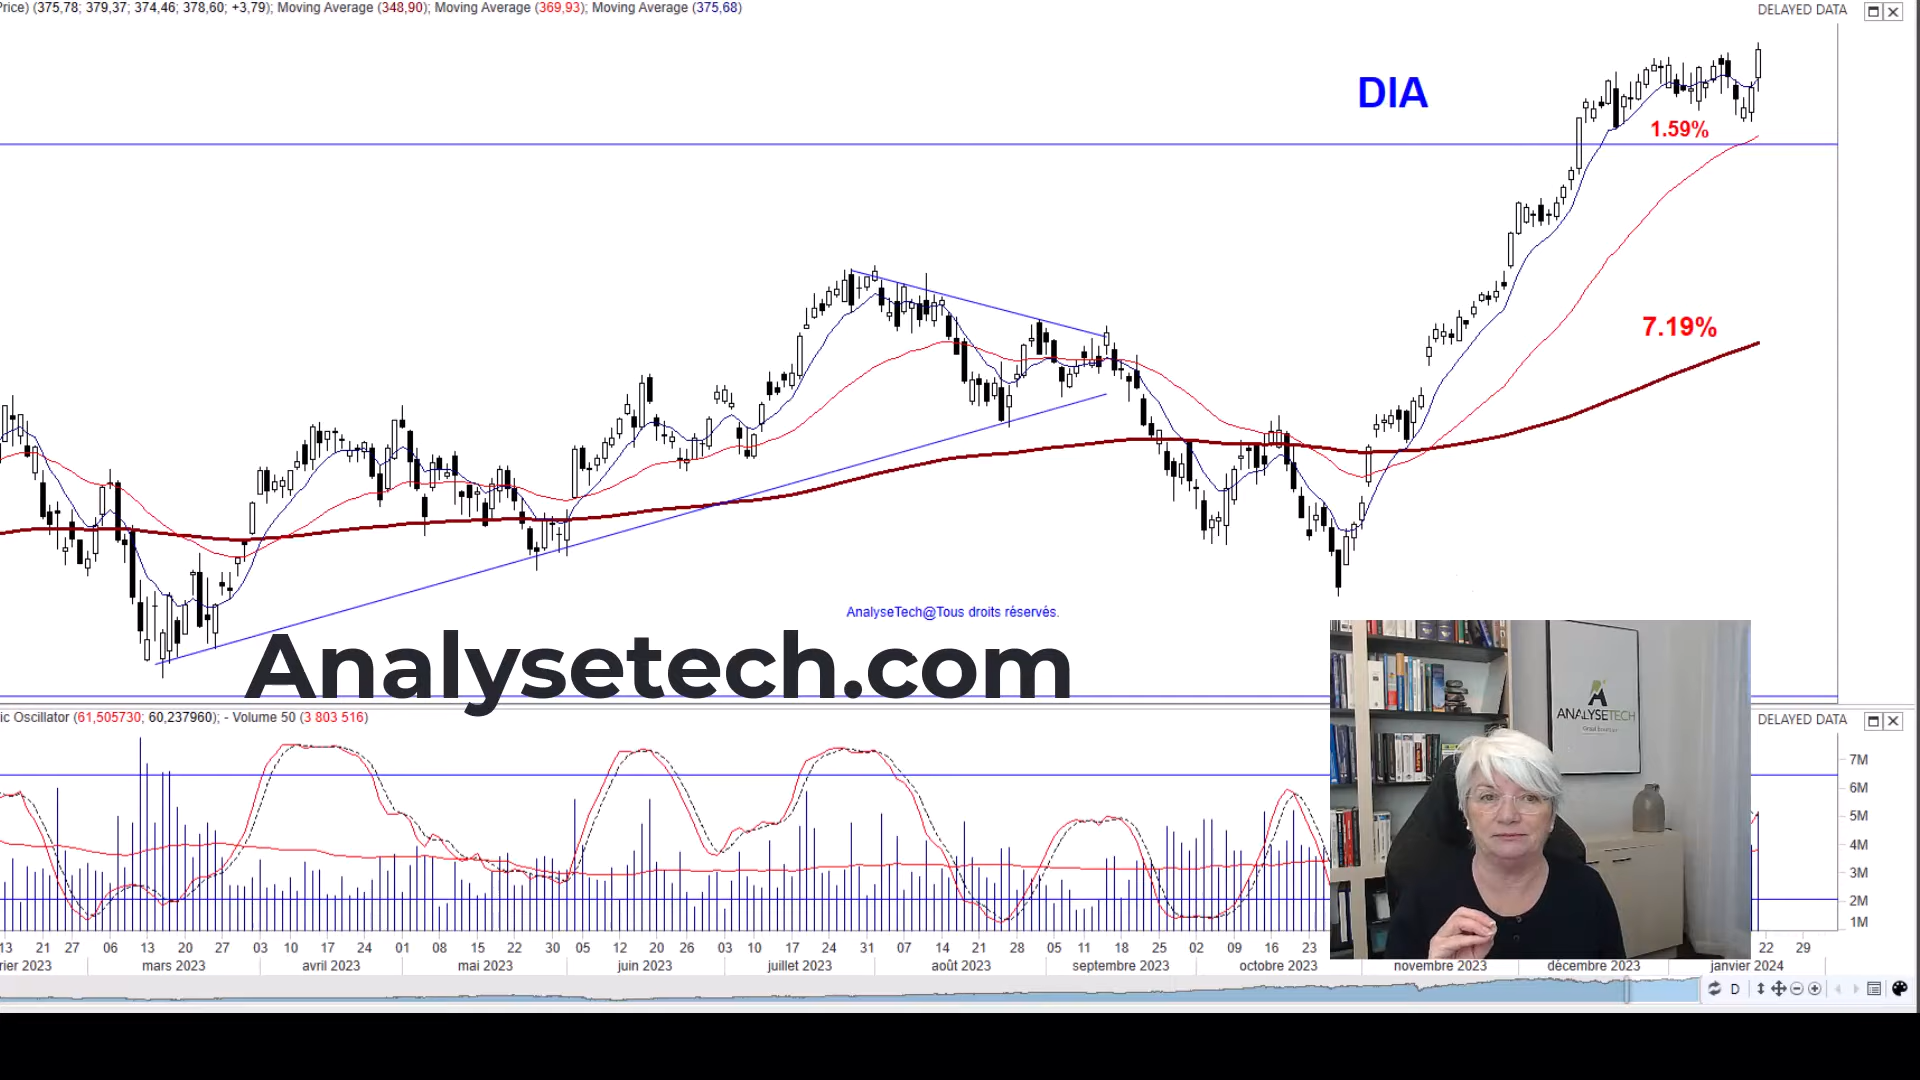 Price) (375,78; 379,37; 374,46; 378,60; +3,79); Moving Average (348,90); Moving Average (369,93); Moving Average (375,68)
DELAYED DATA
DIA
1.59%
7.19%
AnalyseTech@Tous droits réservés.
Analysetech.com
ANALYSETECH
ic Oscillator (61,505730; 60,237960); - Volume 50 (3 803 516)
DELAYED DATA
7M
6M
5M
4M
3M
2M
1M
13 21 27 06 13 20 27 03 10 17 24 01 08 15 22 30 05 12 20 26 03 10 17 24 31 07 14 21 28 05 11 18 25 02 09 16 23 22 29
rier 2023 mars 2023 avril 2023 mai 2023 juin 2023 juillet 2023 août 2023 septembre 2023 octobre 2023 novembre 2023 décembre 2023 janvier 2024
D